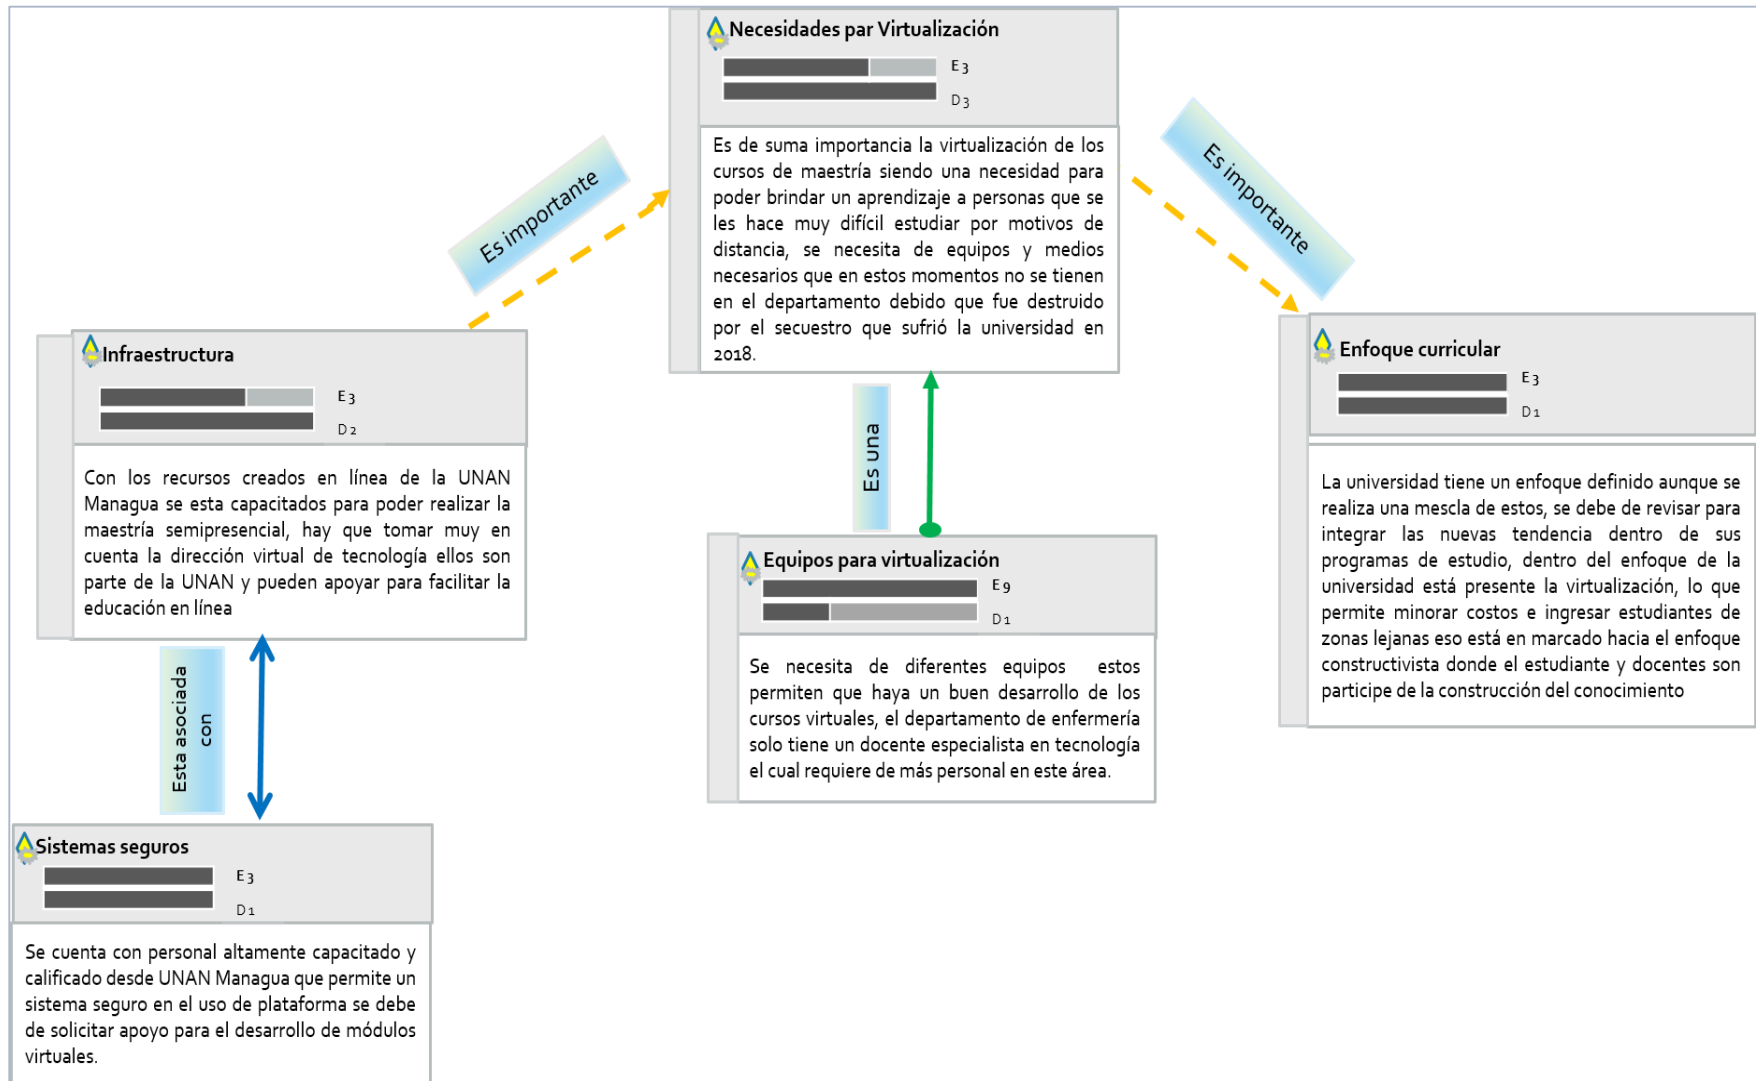 Necesidades par Virtualización
E 3
D 3
Es de suma importancia la virtualización de los
cursos de maestría siendo una necesidad para
poder brindar un aprendizaje a personas que se
les hace muy difícil estudiar por motivos de
distancia, se necesita de equipos y medios
necesarios que en estos momentos no se tienen
en el departamento debido que fue destruido
por el secuestro que sufrió la universidad en
2018.
Es importante
Es importante
Infraestructura
E 3
D 2
Con los recursos creados en línea de la UNAN
Managua se esta capacitados para poder realizar la
maestría semipresencial, hay que tomar muy en
cuenta la dirección virtual de tecnología ellos son
parte de la UNAN y pueden apoyar para facilitar la
educación en línea
Es una
Enfoque curricular
E 3
D 1
La universidad tiene un enfoque definido aunque se
realiza una mescla de estos, se debe de revisar para
integrar las nuevas tendencia dentro de sus
programas de estudio, dentro del enfoque de la
universidad está presente la virtualización, lo que
permite minorar costos e ingresar estudiantes de
zonas lejanas eso está en marcado hacia el enfoque
constructivista donde el estudiante y docentes son
participe de la construcción del conocimiento
Equipos para virtualización
E 9
D 1
Se necesita de diferentes equipos estos
permiten que haya un buen desarrollo de los
cursos virtuales, el departamento de enfermería
solo tiene un docente especialista en tecnología
el cual requiere de más personal en este área.
Esta asociada
con
Sistemas seguros
E 3
D 1
Se cuenta con personal altamente capacitado y
calificado desde UNAN Managua que permite un
sistema seguro en el uso de plataforma se debe
de solicitar apoyo para el desarrollo de módulos
virtuales.